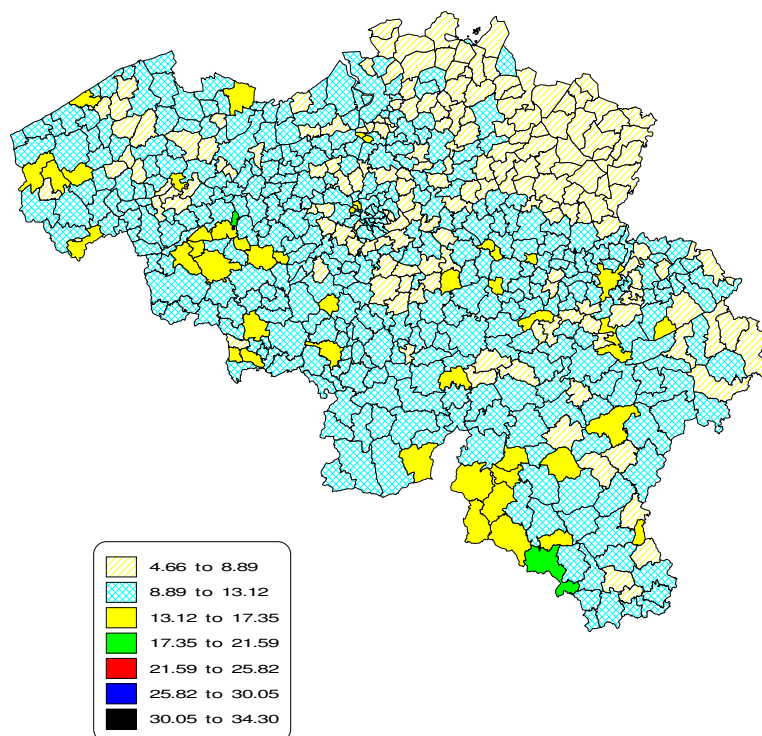 4.66 to 8.89
8.89 to 13.12
13.12 to 17.35
17.35 to 21.59
21.59 to 25.82
25.82 to 30.05
30.05 to 34.30